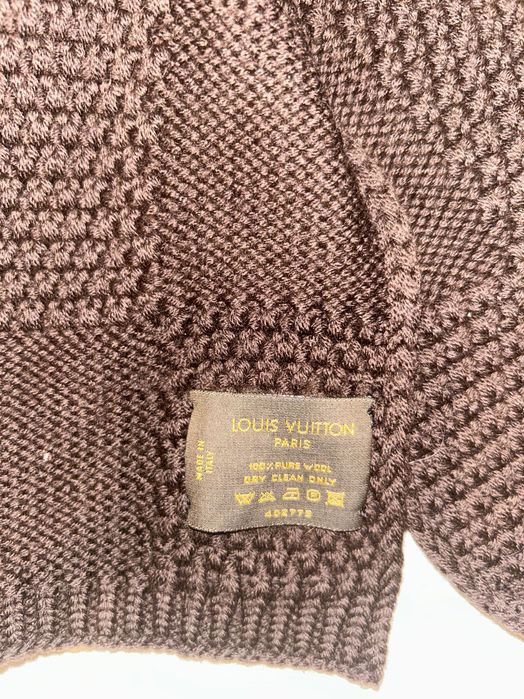 LOUIS VUITTON
PARIS
MADE IN
ITALY
100% PURE WOOL
DRY CLEAN ONLY
402778